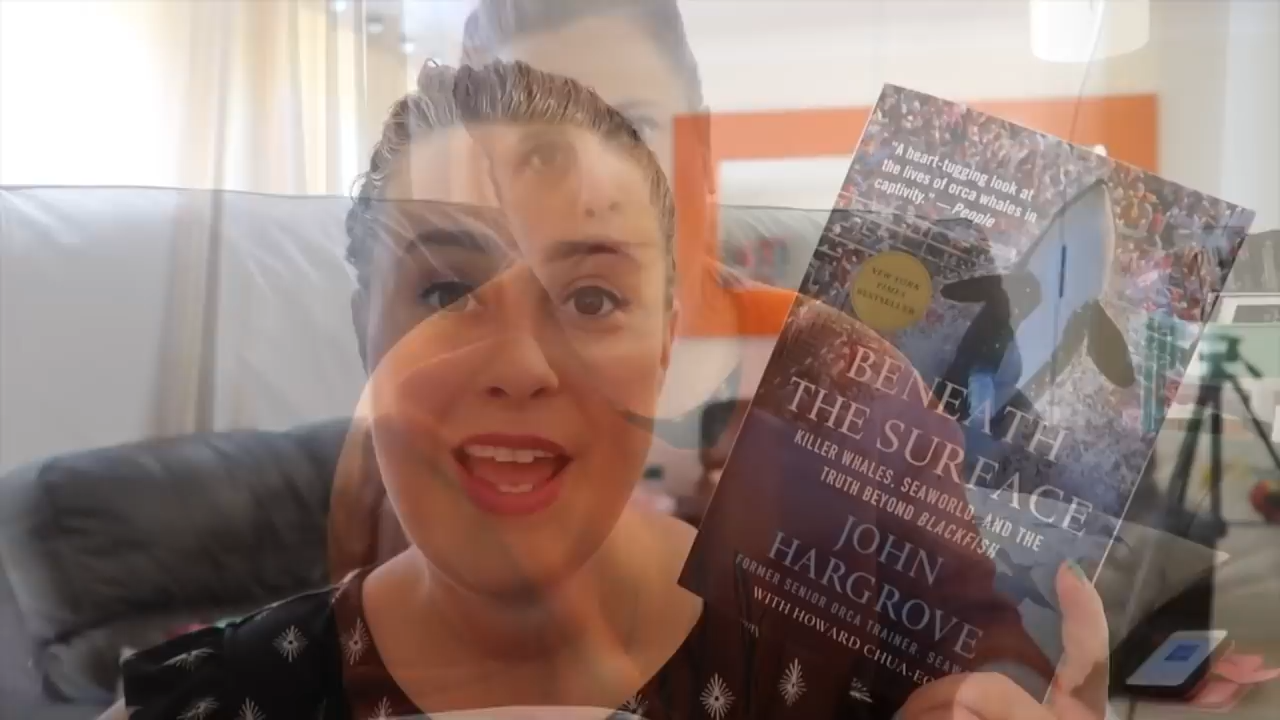 "A heart-tugging look at
the lives of orca whales in
captivity." — People
NEW YORK
TIMES
BESTSELLER
BENEATH
THE SURFACE
KILLER WHALES, SEAWORLD, AND THE
TRUTH BEYOND BLACKFISH
JOHN
HARGROVE
FORMER SENIOR ORCA TRAINER, SEAW
WITH HOWARD CHUA-EO